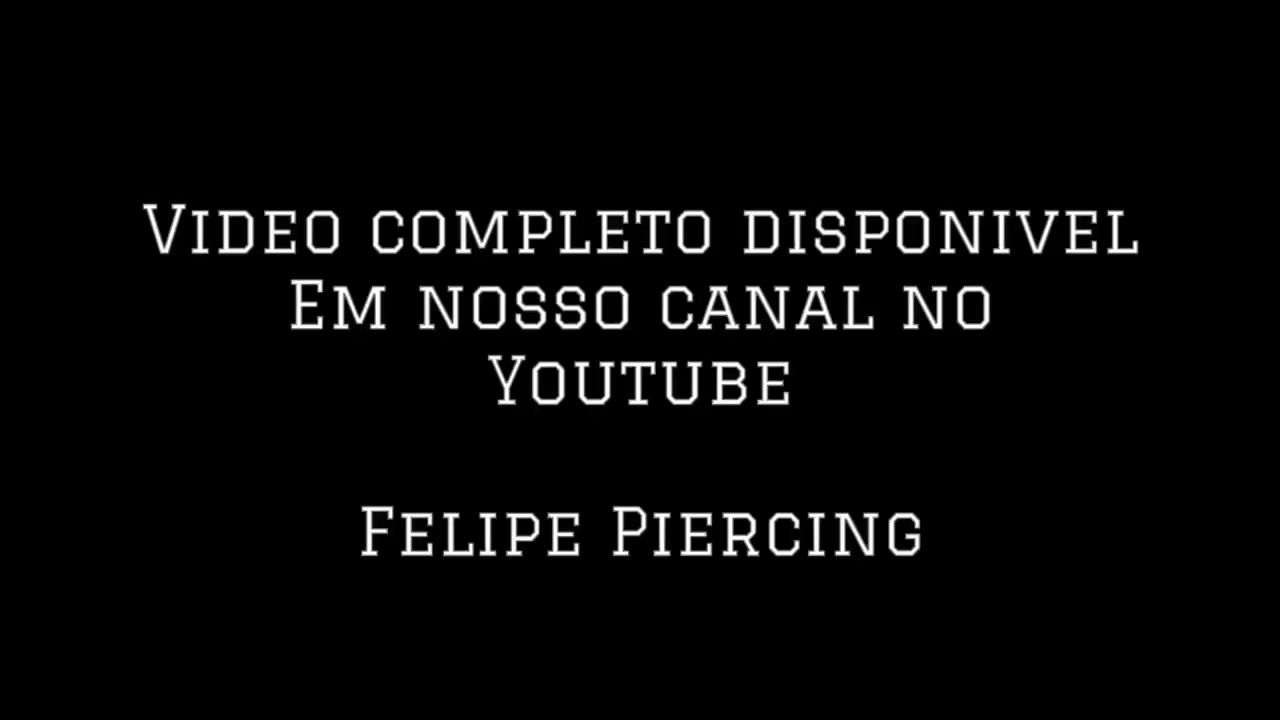 Video completo disponivel
Em nosso canal no
Youtube
Felipe Piercing